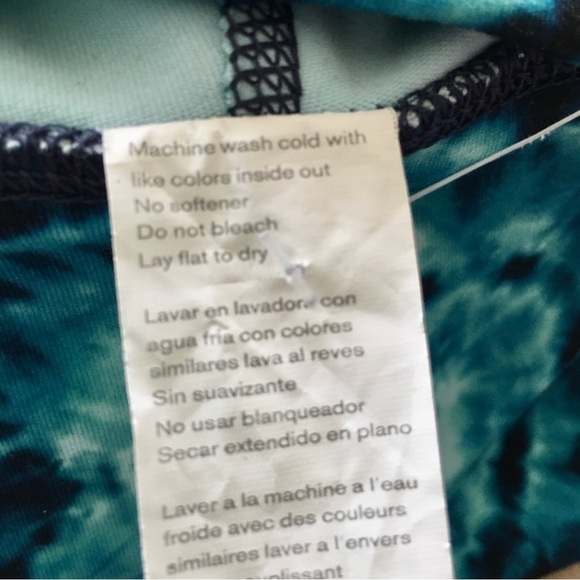 Machine wash cold with
like colors inside out
No softener
Do not bleach
Lay flat to dry
Lavar en lavadora con
agua fria con colores
similares lava al reves
Sin suavizante
No usar blanqueador
Secar extendido en plano
Laver a la machine a l'eau
froide avec des couleurs
similaires laver a l'envers